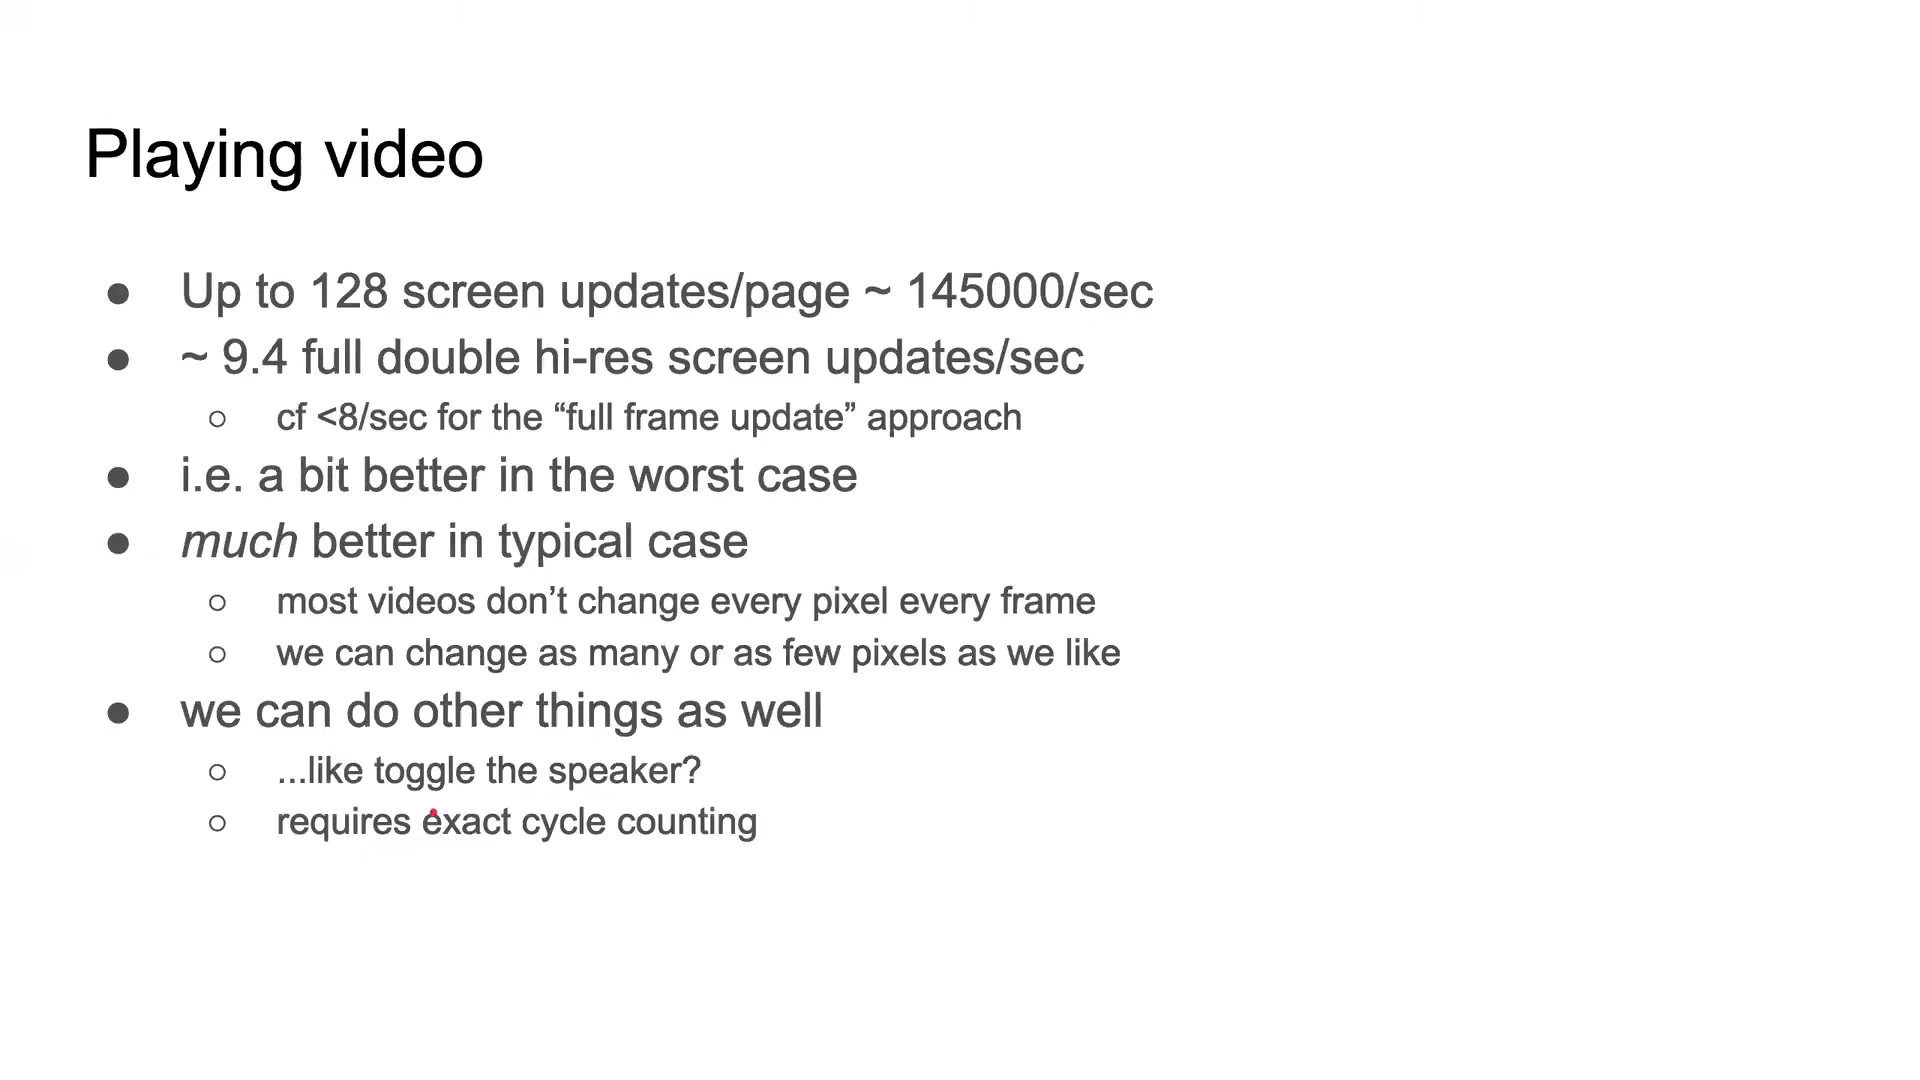 Playing video
● Up to 128 screen updates/page ~ 145000/sec
● ~ 9.4 full double hi-res screen updates/sec
○ cf <8/sec for the “full frame update” approach
● i.e. a bit better in the worst case
● much better in typical case
○ most videos don’t change every pixel every frame
○ we can change as many or as few pixels as we like
● we can do other things as well
○ ...like toggle the speaker?
○ requires exact cycle counting